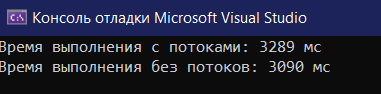 C:\ Консоль отладки Microsoft Visual Studio
Время выполнения с потоками: 3289 мс
Время выполнения без потоков: 3090 мс